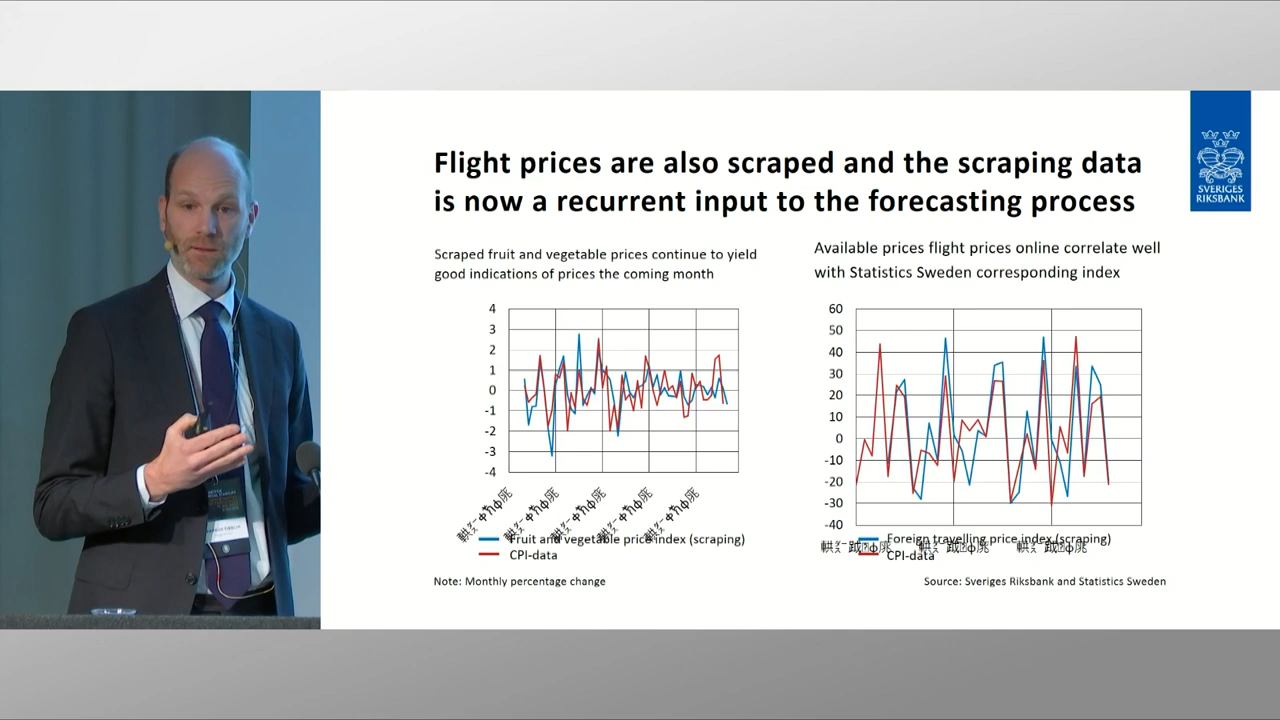 Flight prices are also scraped and the scraping data
is now a recurrent input to the forecasting process
SVERIGES
RIKSBANK
Scraped fruit and vegetable prices continue to yield
good indications of prices the coming month
4
3
2
1
0
-1
-2
-3
-4
Fruit and vegetable price index (scraping)
CPI-data
Note: Monthly percentage change
Available prices flight prices online correlate well
with Statistics Sweden corresponding index
60
50
40
30
20
10
0
-10
-20
-30
-40
Foreign travelling price index (scraping)
CPI-data
Source: Sveriges Riksbank and Statistics Sweden